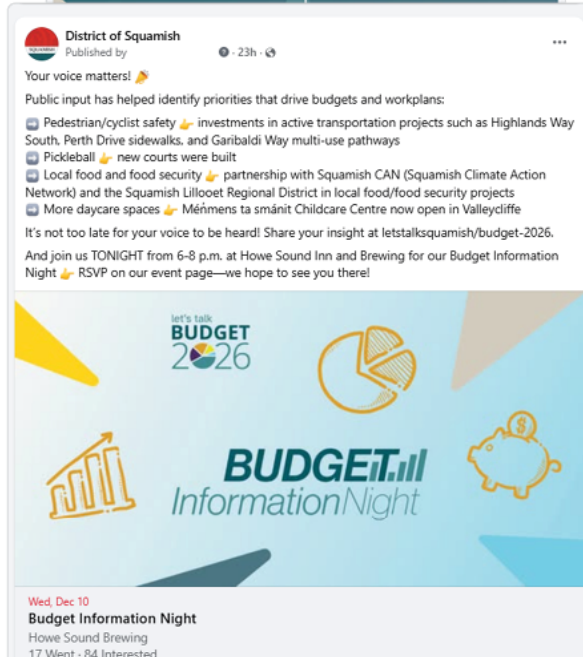 District of Squamish
Published by
23h
Your voice matters! 🎉
Public input has helped identify priorities that drive budgets and workplans:
➡️ Pedestrian/cyclist safety 👉 investments in active transportation projects such as Highlands Way
South, Perth Drive sidewalks, and Garibaldi Way multi-use pathways
➡️ Pickleball 👉 new courts were built
➡️ Local food and food security 👉 partnership with Squamish CAN (Squamish Climate Action
Network) and the Squamish Lillooet Regional District in local food/food security projects
➡️ More daycare spaces 👉 Méṅmens ta smánit Childcare Centre now open in Valleycliffe
It's not too late for your voice to be heard! Share your insight at letstalksquamish/budget-2026.
And join us TONIGHT from 6-8 p.m. at Howe Sound Inn and Brewing for our Budget Information
Night 👉 RSVP on our event page—we hope to see you there!
let's talk
BUDGET
2026
BUDGET
Information Night
$
Wed, Dec 10
Budget Information Night
Howe Sound Brewing
17 Went · 84 Interested